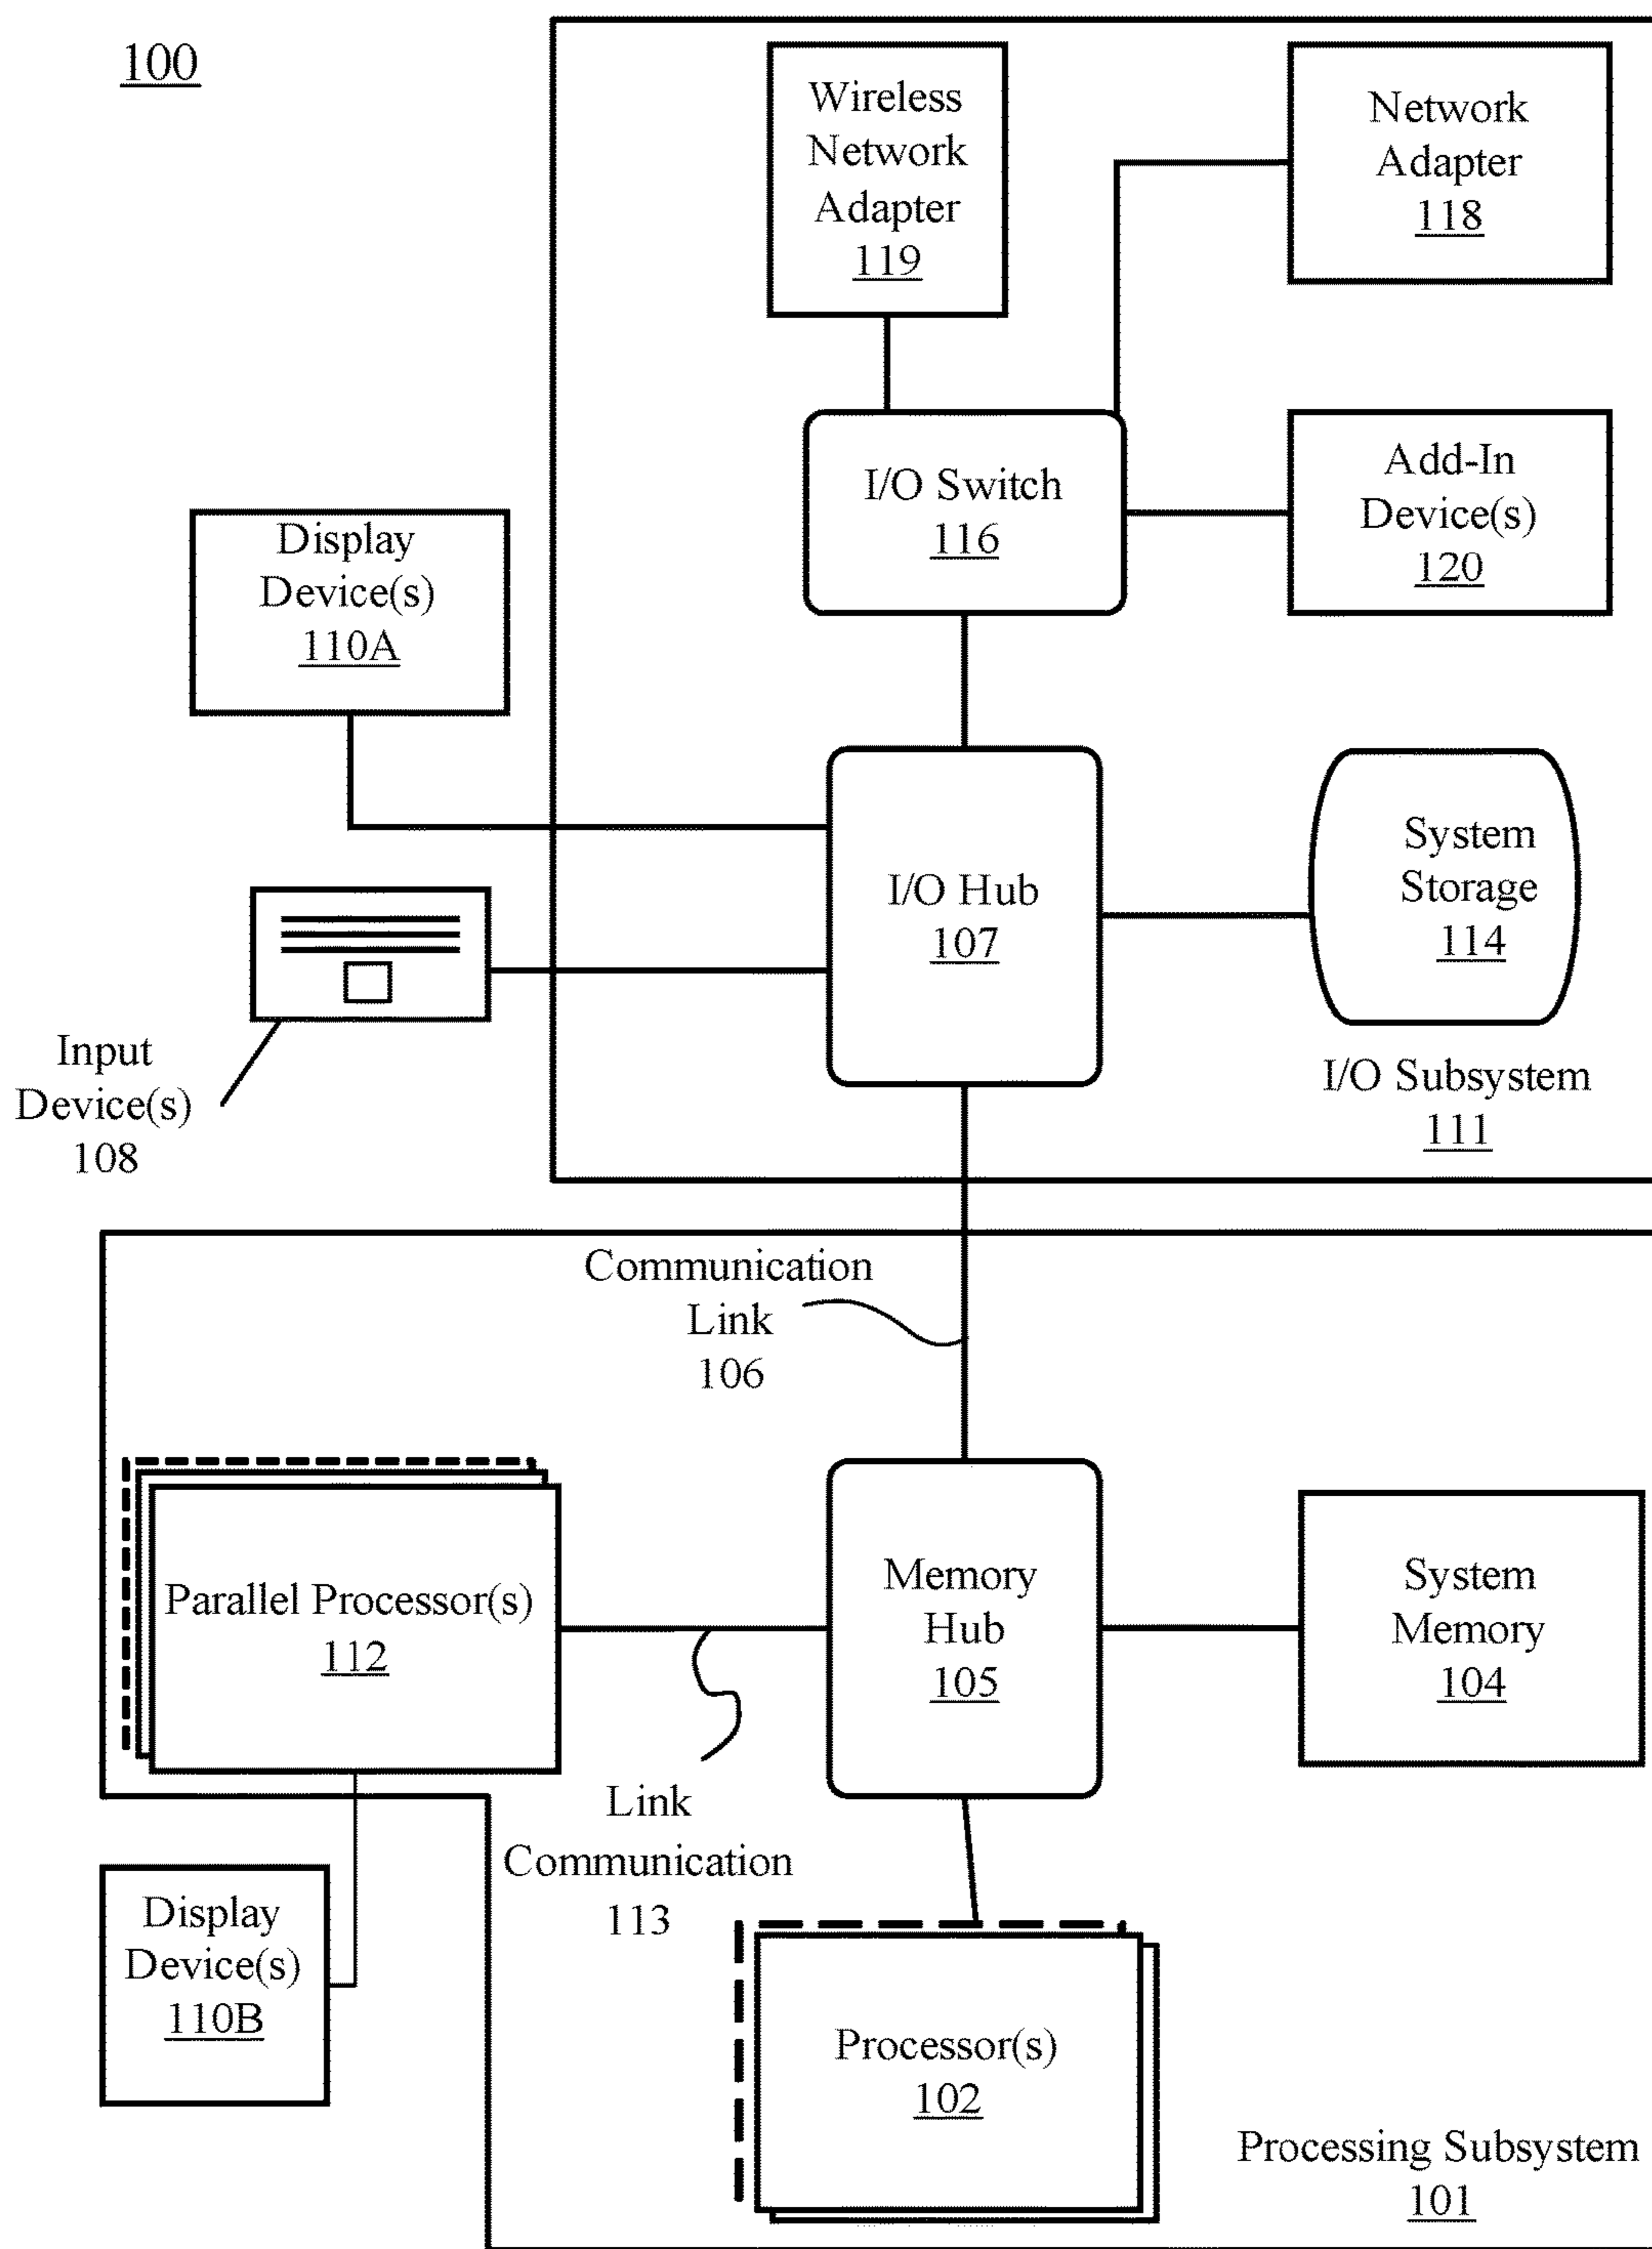 100
Wireless
Network
Adapter
119
Network
Adapter
118
I/O Switch
116
Add-In
Device(s)
120
Display
Device(s)
110A
I/O Hub
107
System
Storage
114
Input
Device(s)
108
I/O Subsystem
111
Communication
Link
106
Parallel Processor(s)
112
Memory
Hub
105
System
Memory
104
Link
Communication
113
Display
Device(s)
110B
Processor(s)
102
Processing Subsystem
101